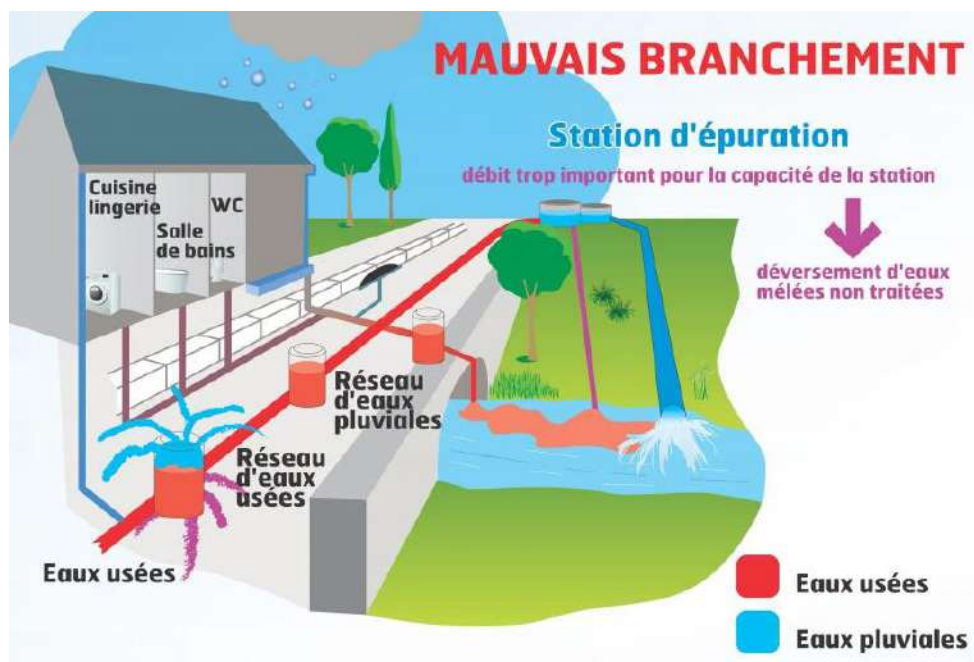 MAUVAIS BRANCHEMENT
Station d'épuration
débit trop important pour la capacité de la station
déversement d'eaux
mélées non traitées
Cuisine
lingerie
WC
Salle
de bains
Réseau
d'eaux
pluviales
Réseau
d'eaux
usées
Eaux usées
Eaux usées
Eaux pluviales